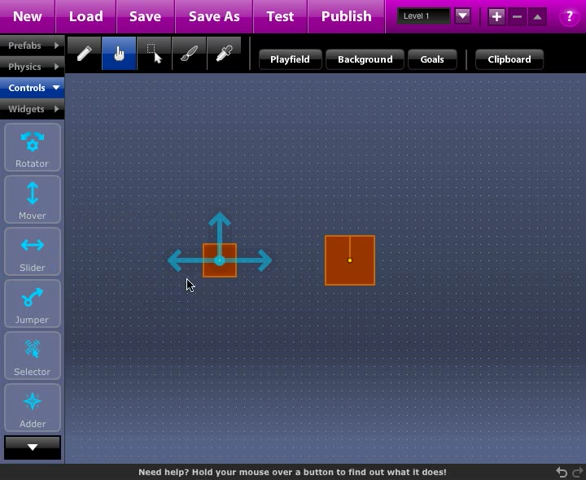 New Load Save Save As Test Publish Level 1 ?
Prefabs
Physics
Controls
Widgets
Playfield Background Goals Clipboard
Rotator
Mover
Slider
Jumper
Selector
Adder
Need help? Hold your mouse over a button to find out what it does!